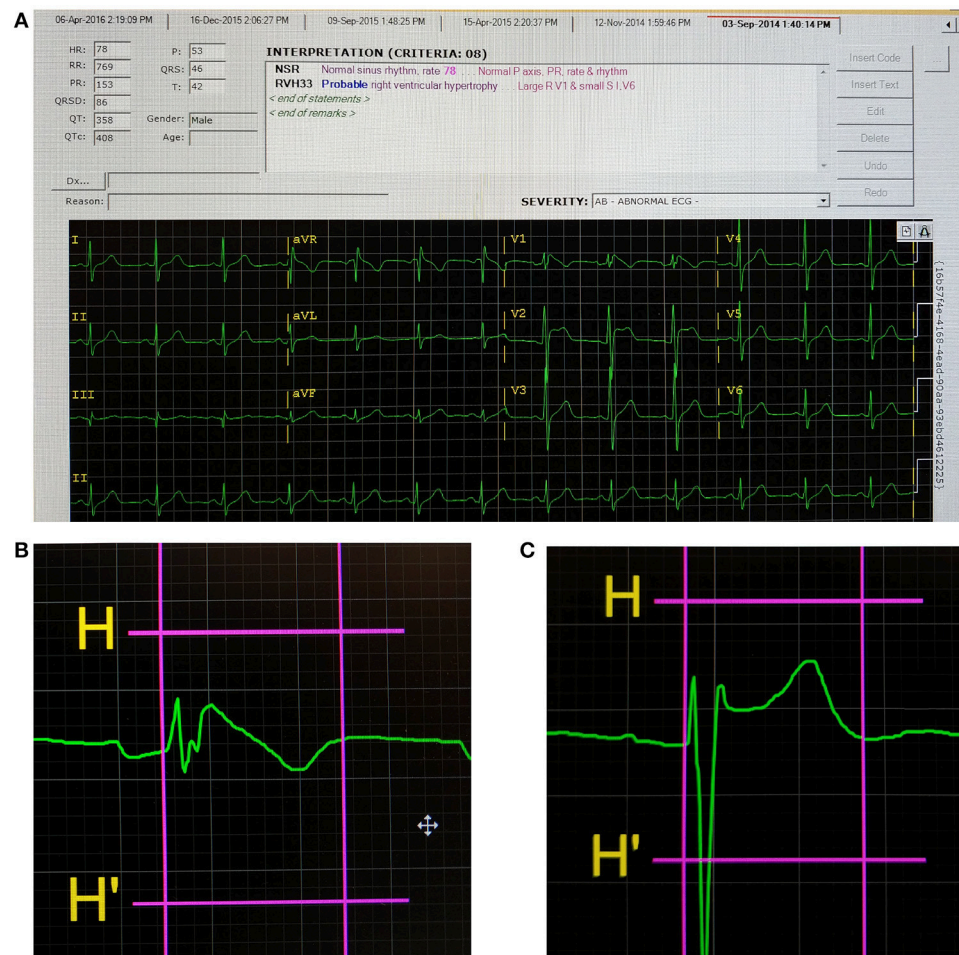 A
06-Apr-2016 2:19:09 PM 16-Dec-2015 2:06:27 PM 09-Sep-2015 1:48:25 PM 15-Apr-2015 2:20:37 PM 12-Nov-2014 1:59:46 PM 03-Sep-2014 1:40:14 PM
HR: 78 P: 53
RR: 769 QRS: 46
PR: 153 T: 42
QRSD: 86
QT: 358 Gender: Male
QTc: 408 Age:
INTERPRETATION (CRITERIA: 08)
NSR Normal sinus rhythm, rate 78 .... Normal P axis, PR, rate & rhythm
RVH33 Probable right ventricular hypertrophy .... Large R V1 & small S I,V6
< end of statements >
< end of remarks >
Insert Code
...
Insert Text
Edit
Delete
Undo
Redo
Dx...
Reason:
SEVERITY: AB - ABNORMAL ECG -
I aVR V1 V4
II aVL V2 V5
III aVF V3 V6
II
{16b57f4e-4168-4ead-90aa-93ebd4612225}
B
H
H'
C
H
H'